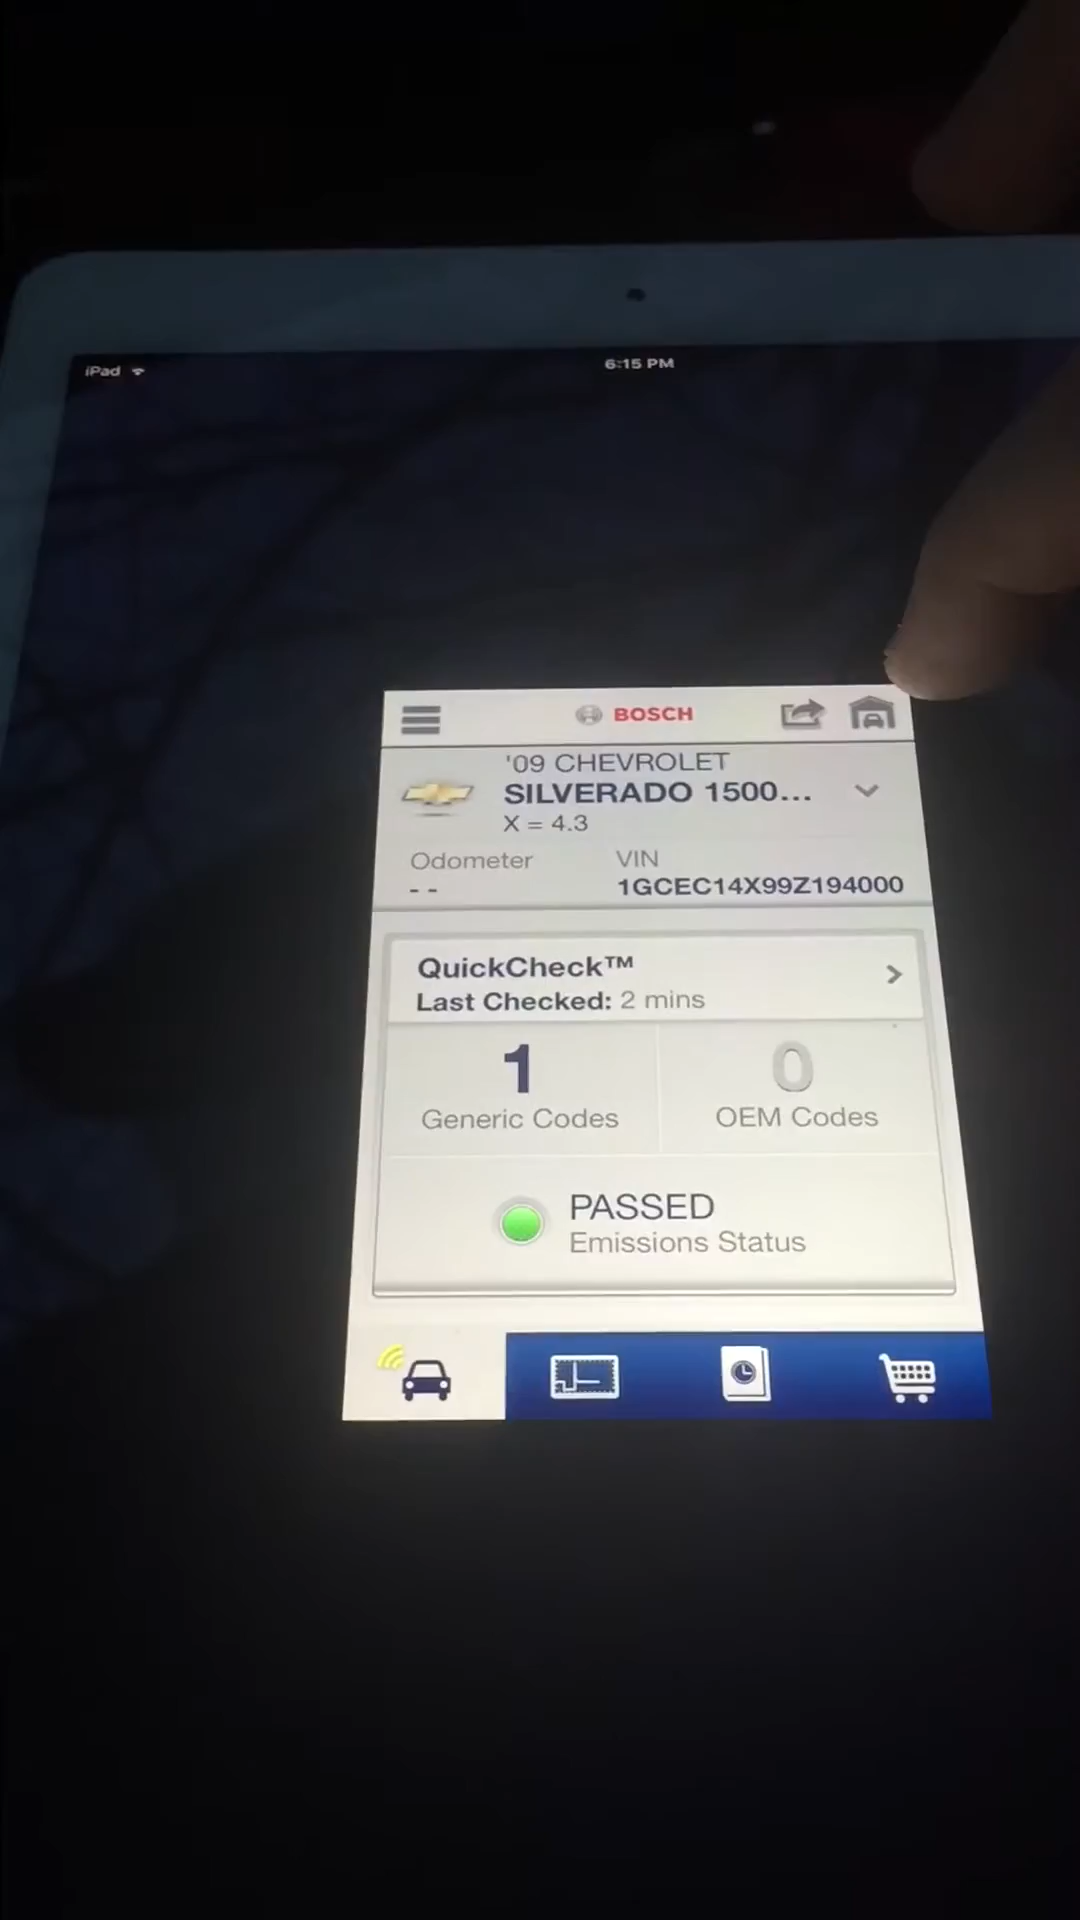 iPad
6:15 PM
BOSCH
'09 CHEVROLET
SILVERADO 1500...
X = 4.3
Odometer
- -
VIN
1GCEC14X99Z194000
QuickCheck™
Last Checked: 2 mins
1
Generic Codes
0
OEM Codes
PASSED
Emissions Status